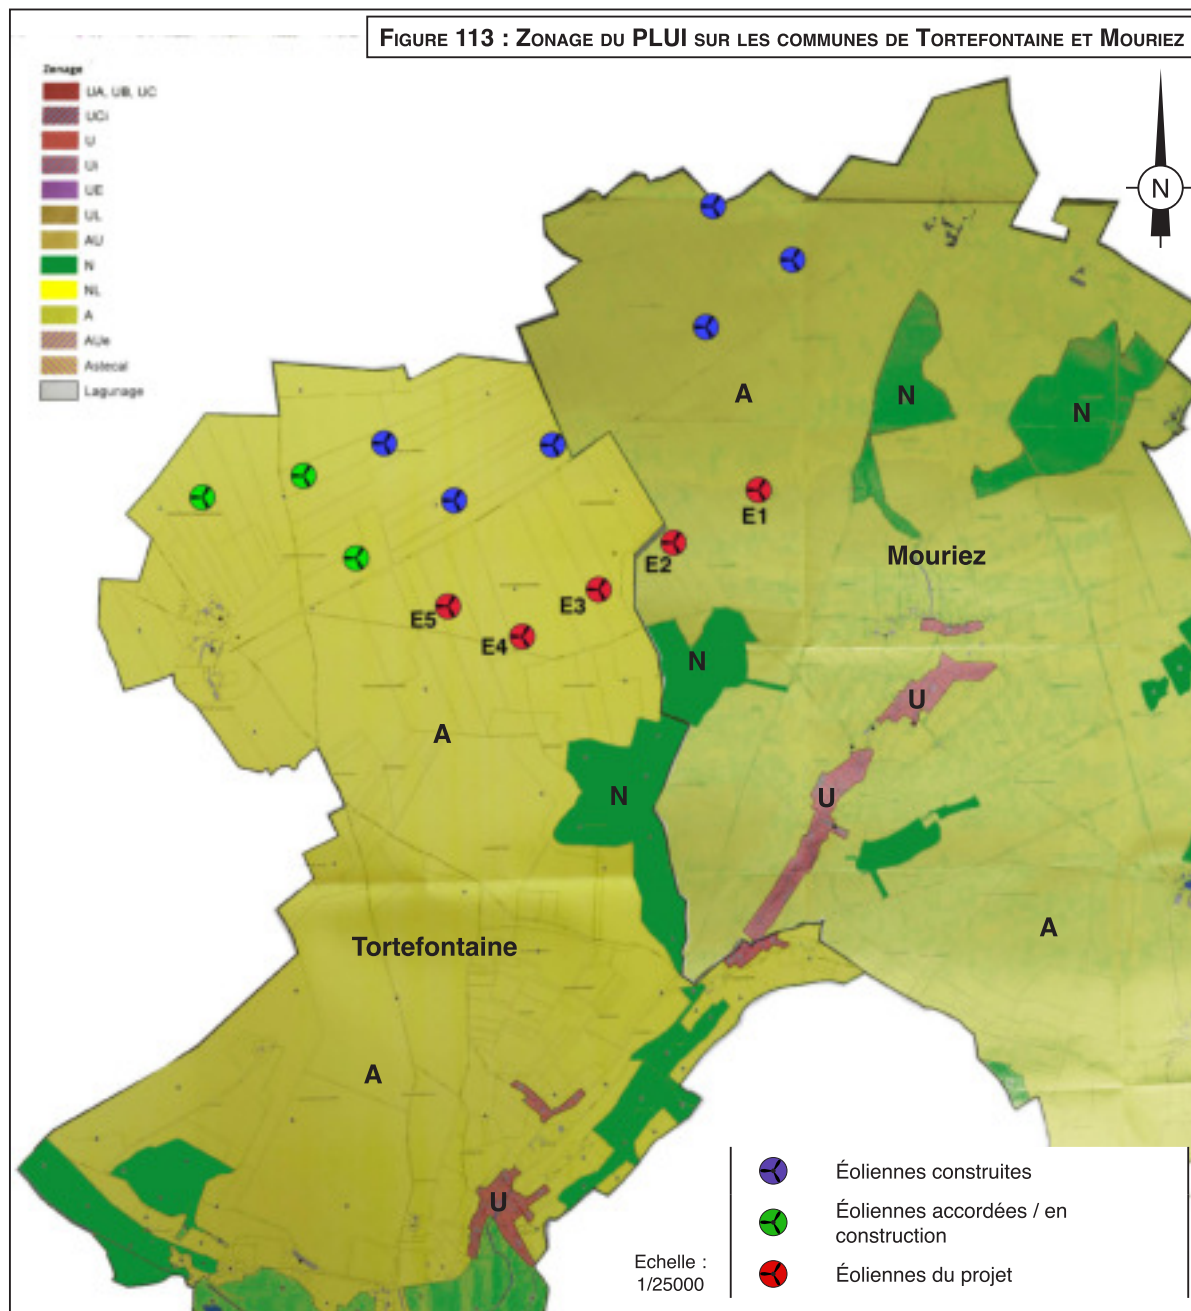 FIGURE 113 : ZONAGE DU PLUI SUR LES COMMUNES DE TORTEFONTAINE ET MOURIEZ
Zonage
UA, UB, UC
UCi
U
Ui
UE
UL
AU
N
NL
A
AUe
Astecal
Lagunage
N
A
N
N
E1
E2
Mouriez
E3
E5
E4
N
U
A
N
U
A
Tortefontaine
A
U
Éoliennes construites
Éoliennes accordées / en
construction
Éoliennes du projet
Echelle :
1/25000